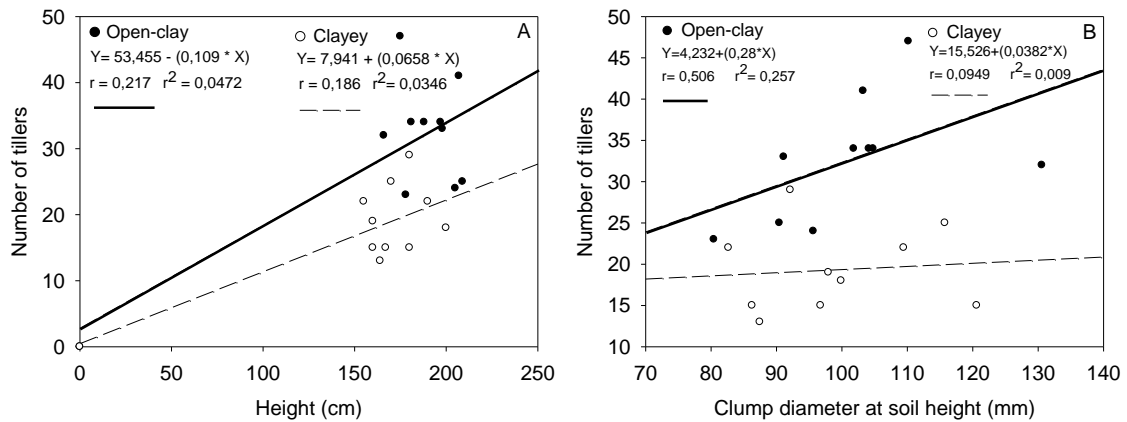 A
Open-clay
Y= 53,455 - (0,109 * X)
r = 0,217 r2= 0,0472
Clayey
Y= 7,941 + (0,0658 * X)
r = 0,186 r2= 0,0346
Number of tillers
50
40
30
20
10
0
0 50 100 150 200 250
Height (cm)
B
Open-clay
Y=4,232+(0,28*X)
r= 0,506 r2= 0,257
Clayey
Y=15,526+(0,0382*X)
r= 0,0949 r2= 0,009
Number of tillers
50
45
40
35
30
25
20
15
10
70 80 90 100 110 120 130 140
Clump diameter at soil height (mm)